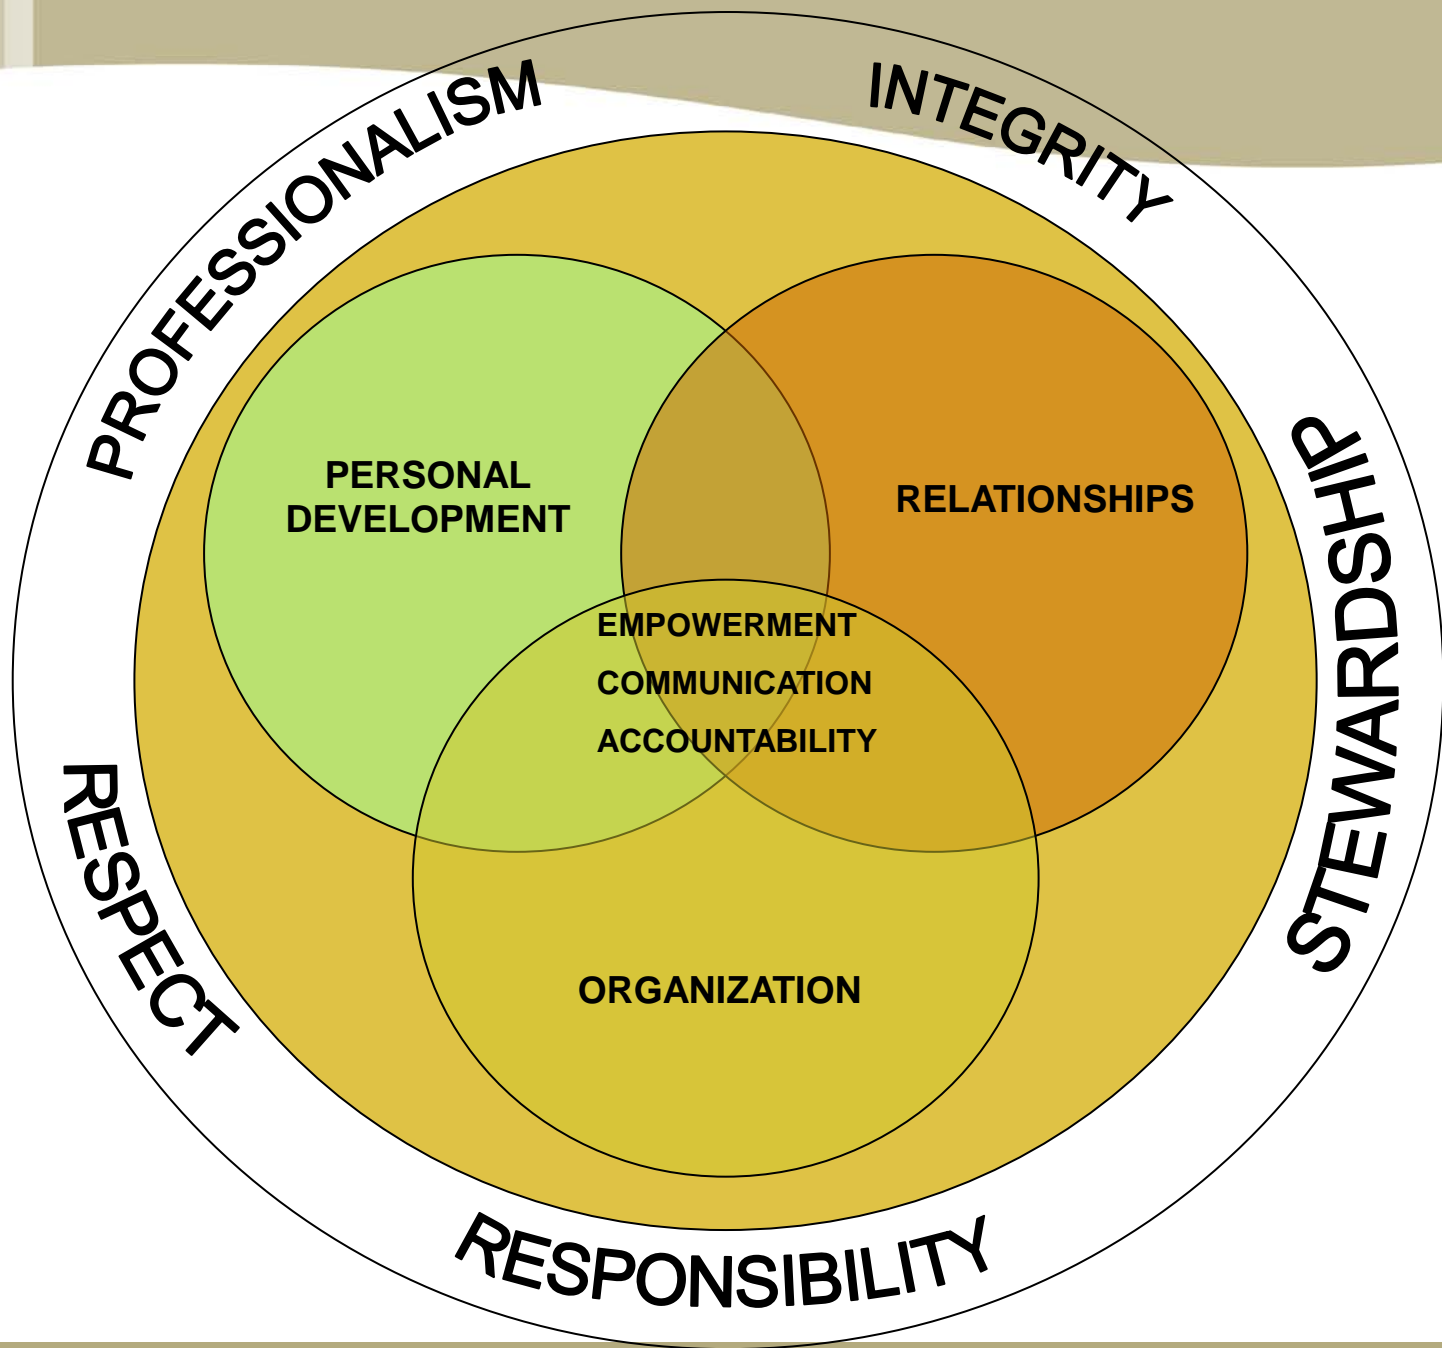 PROFESSIONALISM
INTEGRITY
STEWARDSHIP
PERSONAL
DEVELOPMENT
RELATIONSHIPS
EMPOWERMENT
COMMUNICATION
ACCOUNTABILITY
ORGANIZATION
RESPECT
RESPONSIBILITY